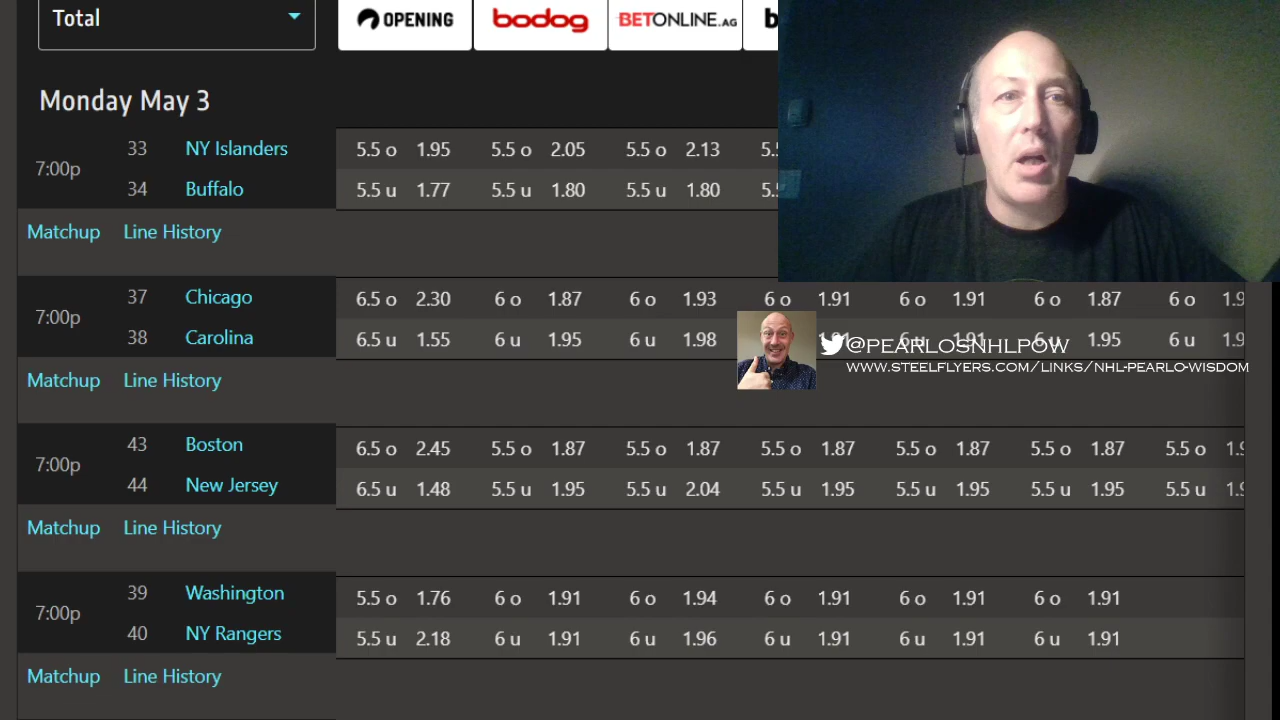 Total
OPENING bodog BETONLINE.AG
Monday May 3
7:00p
33 NY Islanders 5.5 o 1.95 5.5 o 2.05 5.5 o 2.13
34 Buffalo 5.5 u 1.77 5.5 u 1.80 5.5 u 1.80
Matchup Line History
7:00p
37 Chicago 6.5 o 2.30 6 o 1.87 6 o 1.93 6 o 1.91 6 o 1.91 6 o 1.87 6 o
38 Carolina 6.5 u 1.55 6 u 1.95 6 u 1.98 1.91 6 u 1.91 6 u 1.95 6 u
@PEARLOSNHLPOW
WWW.STEELFLYERS.COM/LINKS/NHL-PEARLO-WISDOM
Matchup Line History
7:00p
43 Boston 6.5 o 2.45 5.5 o 1.87 5.5 o 1.87 5.5 o 1.87 5.5 o 1.87 5.5 o 1.87 5.5 o
44 New Jersey 6.5 u 1.48 5.5 u 1.95 5.5 u 2.04 5.5 u 1.95 5.5 u 1.95 5.5 u 1.95 5.5 u
Matchup Line History
7:00p
39 Washington 5.5 o 1.76 6 o 1.91 6 o 1.94 6 o 1.91 6 o 1.91 6 o 1.91
40 NY Rangers 5.5 u 2.18 6 u 1.91 6 u 1.96 6 u 1.91 6 u 1.91 6 u 1.91
Matchup Line History